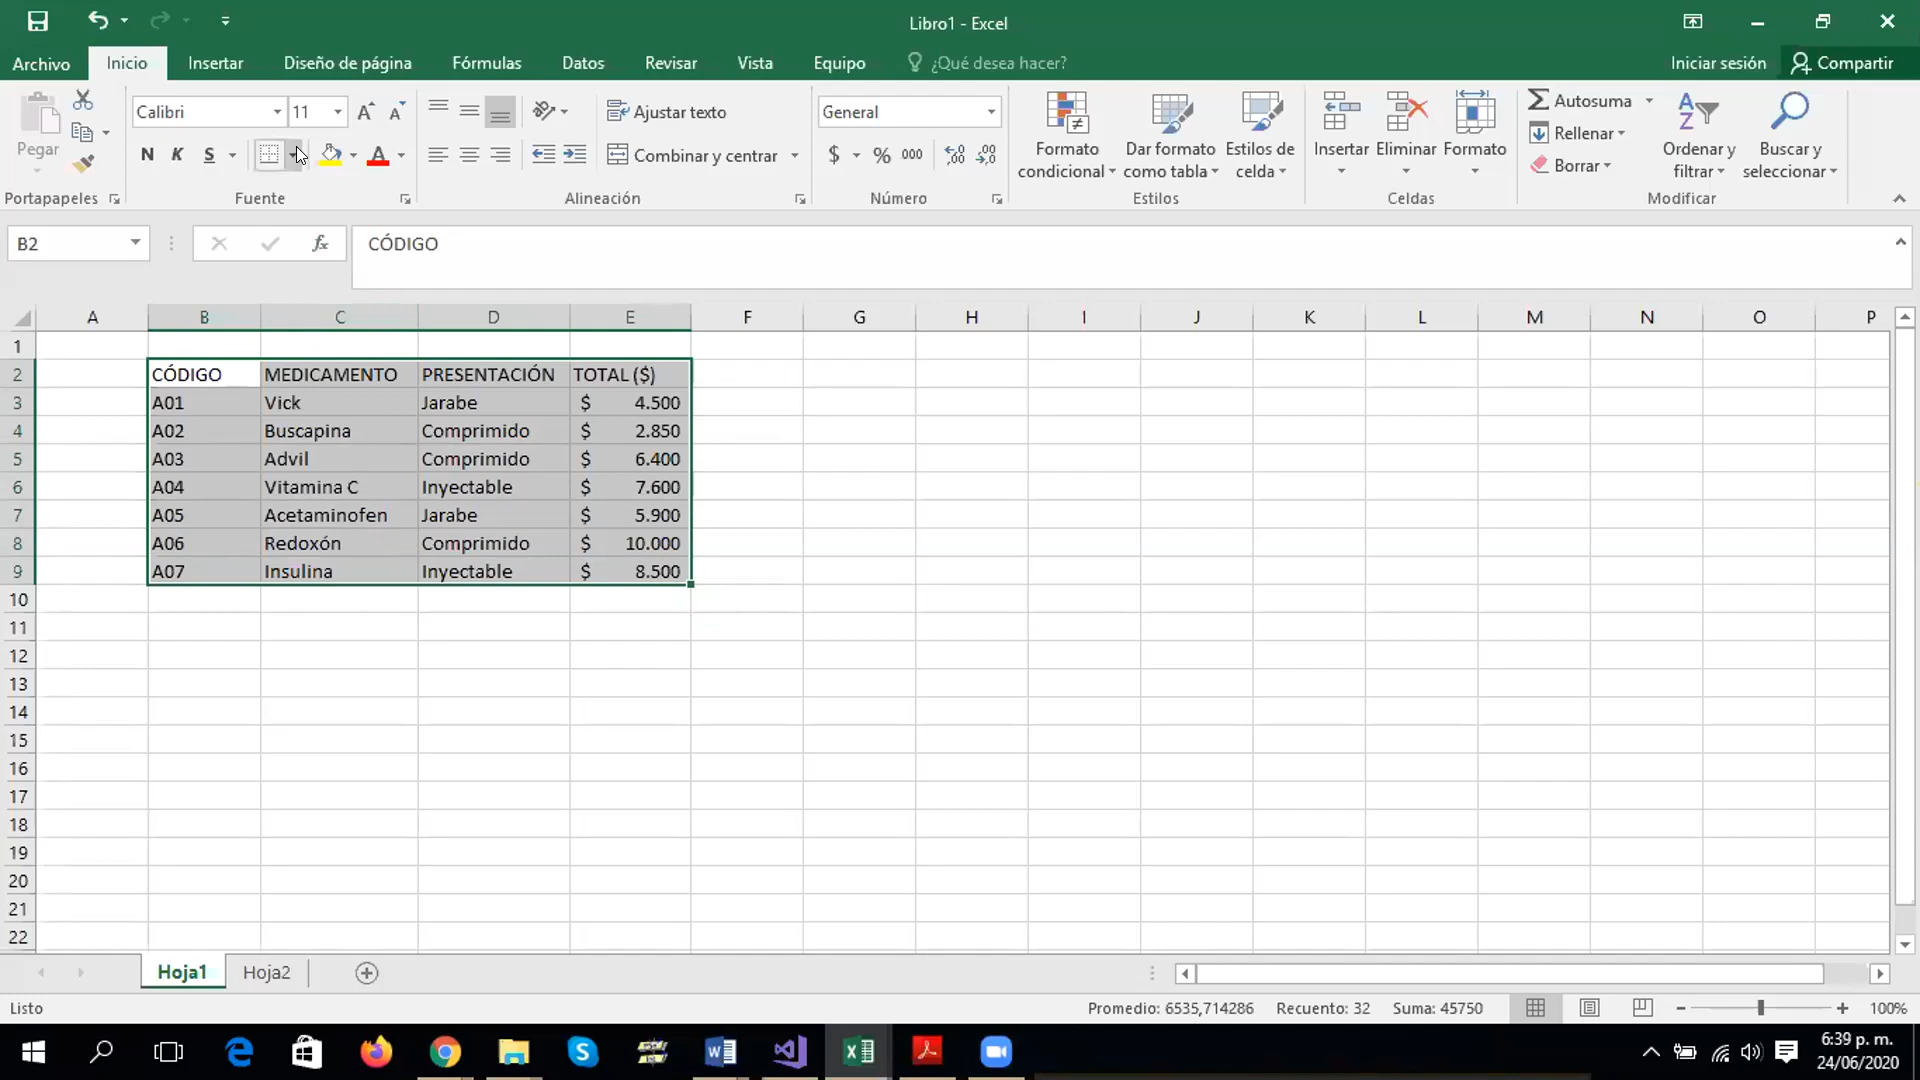 Libro1 - Excel
Archivo Inicio Insertar Diseño de página Fórmulas Datos Revisar Vista Equipo ¿Qué desea hacer? Iniciar sesión Compartir
Pegar
Calibri 11
N K S
A A
A
Ajustar texto
Combinar y centrar
General
$ % 000
Formato condicional
Dar formato como tabla
Estilos de celda
Insertar Eliminar Formato
Autosuma
Rellenar
Borrar
Ordenar y filtrar
Buscar y seleccionar
Portapapeles Fuente Alineación Número Estilos Celdas Modificar
B2 fx CÓDIGO
A B C D E F G H I J K L M N O P
1
2 CÓDIGO MEDICAMENTO PRESENTACIÓN TOTAL ($)
3 A01 Vick Jarabe $ 4.500
4 A02 Buscapina Comprimido $ 2.850
5 A03 Advil Comprimido $ 6.400
6 A04 Vitamina C Inyectable $ 7.600
7 A05 Acetaminofen Jarabe $ 5.900
8 A06 Redoxón Comprimido $ 10.000
9 A07 Insulina Inyectable $ 8.500
10
11
12
13
14
15
16
17
18
19
20
21
22
Hoja1 Hoja2
Listo Promedio: 6535,714286 Recuento: 32 Suma: 45750 100%
6:39 p. m.
24/06/2020